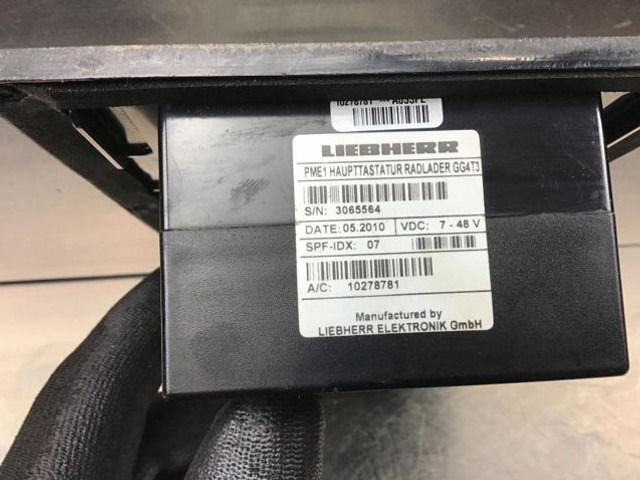 10278781
LIEBHERR
PME1 HAUPTTASTATUR RADLADER GG4T3
S/N: 3065564
DATE: 05.2010 VDC: 7 - 48 V
SPF-IDX: 07
A/C: 10278781
Manufactured by
LIEBHERR ELEKTRONIK GmbH